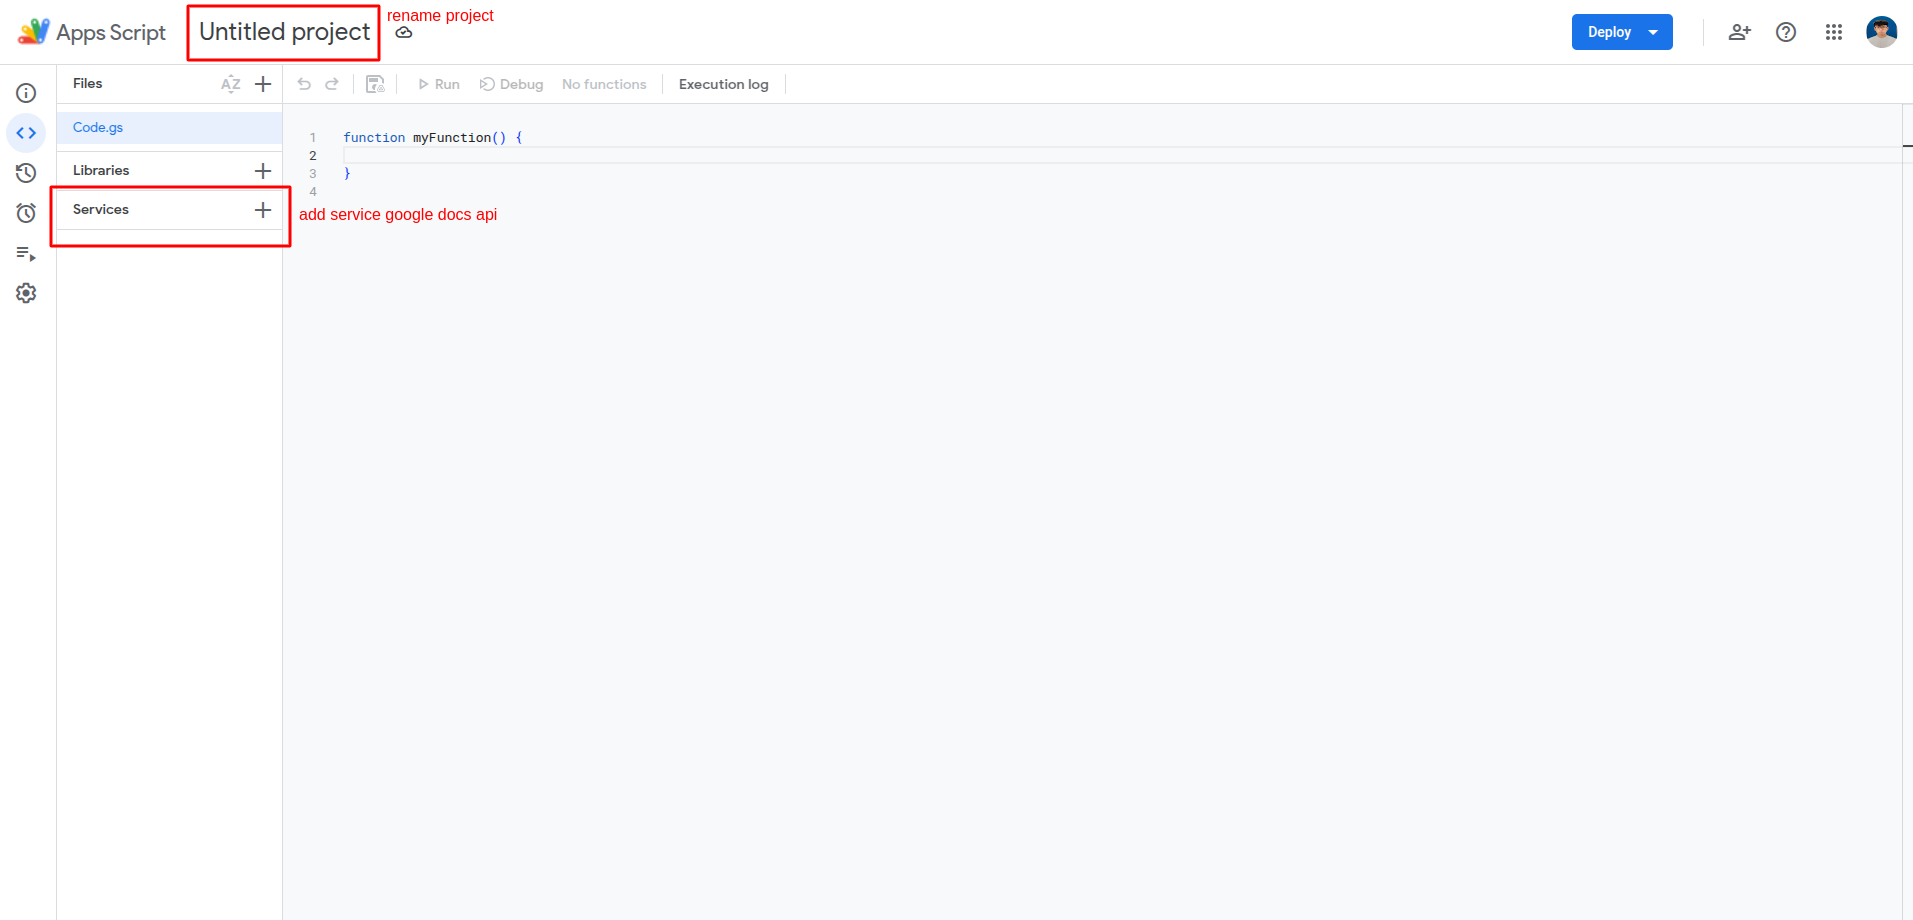 Apps Script
Untitled project
rename project
Deploy
Files
AZ
Run
Debug
No functions
Execution log
Code.gs
Libraries
Services
1 function myFunction() {
2
3 }
4
add service google docs api